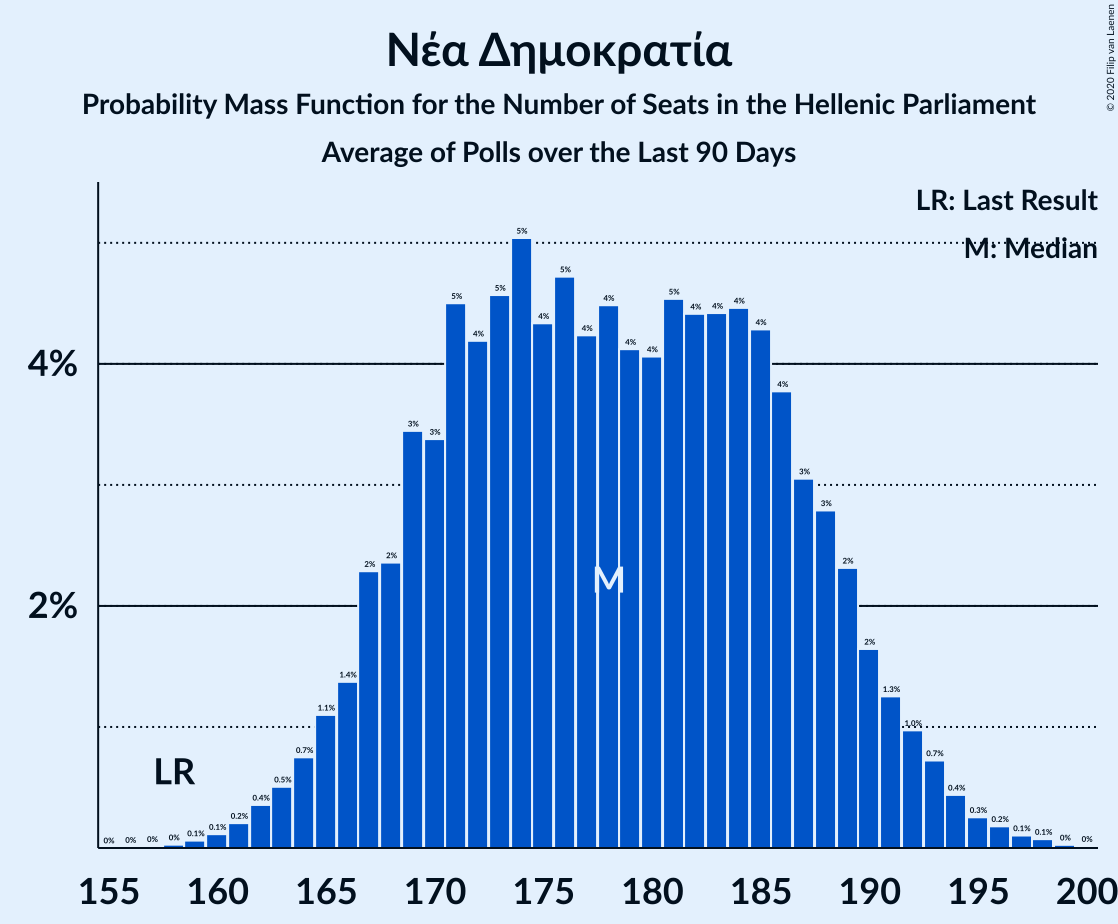 Νέα Δημοκρατία
Probability Mass Function for the Number of Seats in the Hellenic Parliament
Average of Polls over the Last 90 Days
© 2020 Filip van Laenen
LR: Last Result
M: Median
4%
2%
LR
M
0% 0% 0% 0% 0.1% 0.1% 0.2% 0.4% 0.5% 0.7% 1.1% 1.4% 2% 2% 3% 3% 5% 4% 5% 5% 4% 5% 4% 4% 4% 4% 5% 4% 4% 4% 4% 4% 3% 3% 2% 2% 1.3% 1.0% 0.7% 0.4% 0.3% 0.2% 0.1% 0.1% 0% 0%
155 160 165 170 175 180 185 190 195 200